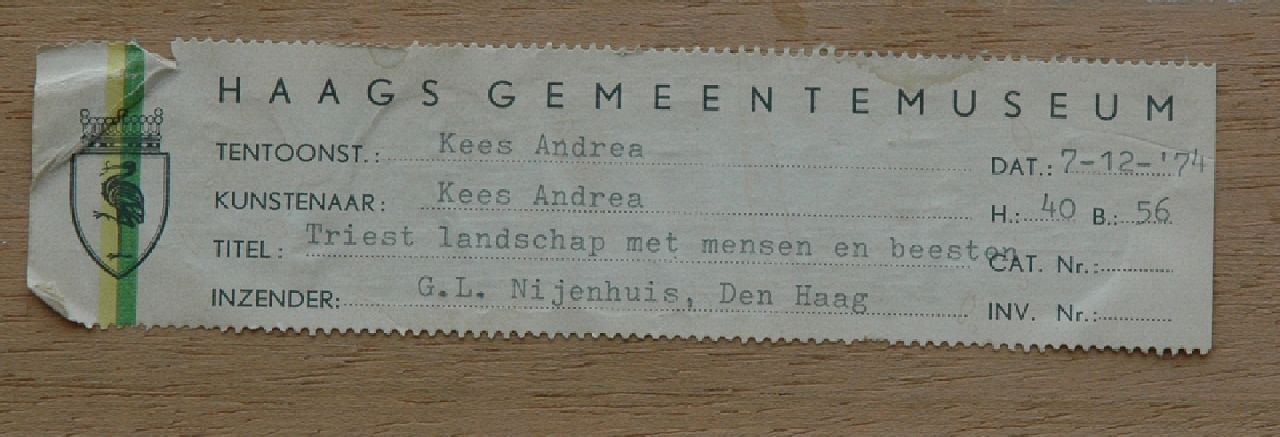 HAAGS GEMEENTEMUSEUM
TENTOONST.: Kees Andrea DAT.: 7-12-'74
KUNSTENAAR: Kees Andrea H.: 40 B.: 56
TITEL: Triest landschap met mensen en beesten CAT. Nr.:
INZENDER: G.L. Nijenhuis, Den Haag INV. Nr.: